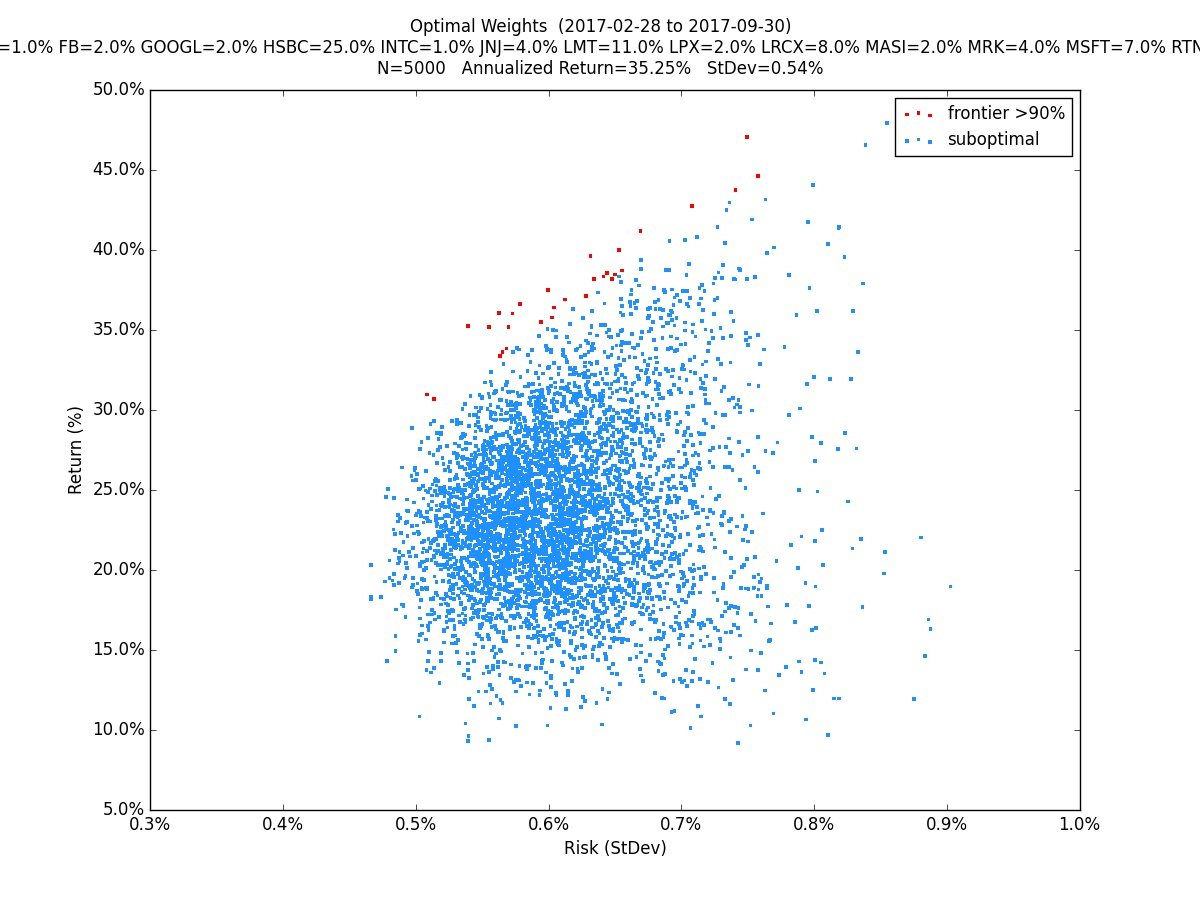 Optimal Weights (2017-02-28 to 2017-09-30)
=1.0% FB=2.0% GOOGL=2.0% HSBC=25.0% INTC=1.0% JNJ=4.0% LMT=11.0% LPX=2.0% LRCX=8.0% MASI=2.0% MRK=4.0% MSFT=7.0% RTN
N=5000 Annualized Return=35.25% StDev=0.54%
50.0%
45.0%
40.0%
35.0%
30.0%
25.0%
20.0%
15.0%
10.0%
5.0%
Return (%)
frontier >90%
suboptimal
0.3% 0.4% 0.5% 0.6% 0.7% 0.8% 0.9% 1.0%
Risk (StDev)